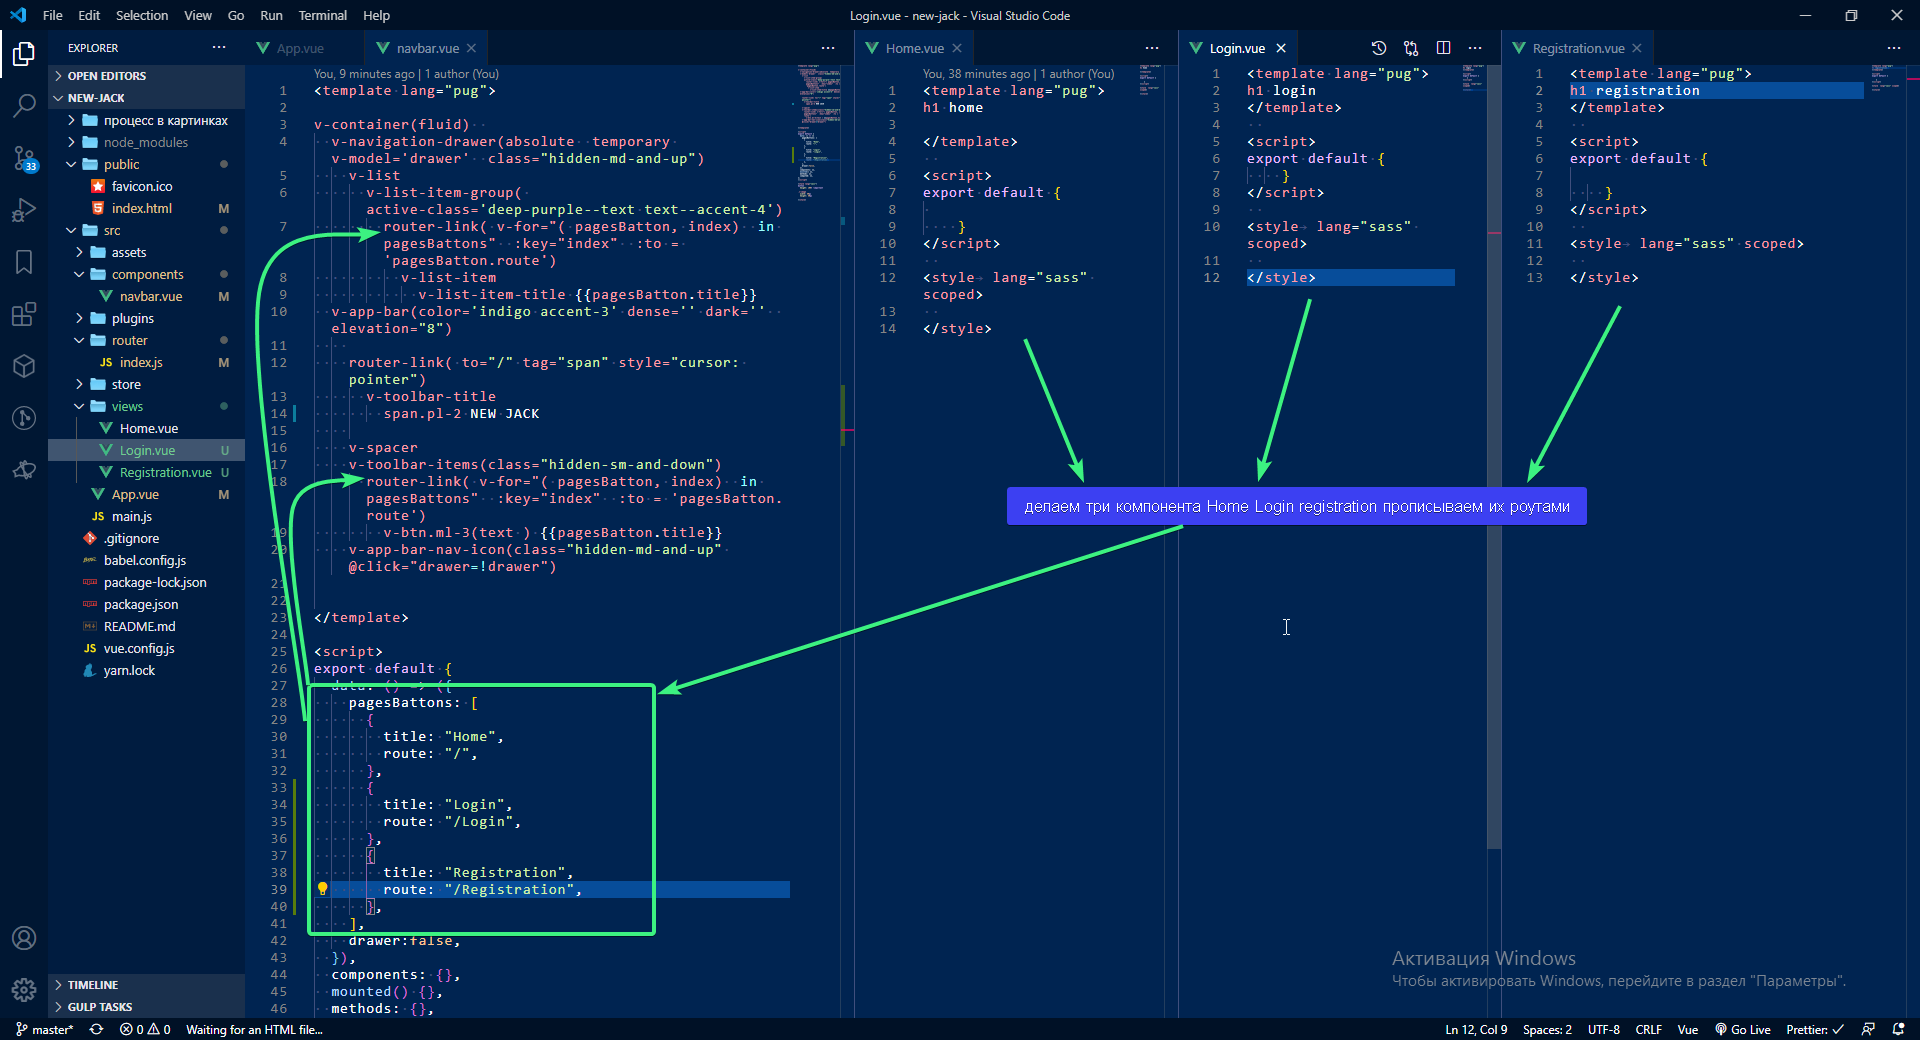 File Edit Selection View Go Run Terminal Help
Login.vue - new-jack - Visual Studio Code
EXPLORER
OPEN EDITORS
NEW-JACK
процесс в картинках
node_modules
public
favicon.ico
index.html M
src
assets
components
navbar.vue M
plugins
router
JS index.js M
store
views
Home.vue
Login.vue U
Registration.vue U
App.vue M
JS main.js
.gitignore
babel.config.js
package-lock.json
package.json
README.md
JS vue.config.js
yarn.lock
TIMELINE
GULP TASKS
33
App.vue
navbar.vue
You, 9 minutes ago | 1 author (You)
1 <template lang="pug">
2
3 v-container(fluid)
4 v-navigation-drawer(absolute temporary
v-model='drawer' class="hidden-md-and-up")
5 v-list
6 v-list-item-group(
active-class='deep-purple--text text--accent-4')
7 router-link( v-for="( pagesBatton, index) in
pagesBattons" :key="index" :to =
'pagesBatton.route')
8 v-list-item
9 v-list-item-title {{pagesBatton.title}}
10 v-app-bar(color='indigo accent-3' dense='' dark=''
elevation="8")
11
12 router-link( to="/" tag="span" style="cursor:
pointer")
13 v-toolbar-title
14 span.pl-2 NEW JACK
15
16 v-spacer
17 v-toolbar-items(class="hidden-sm-and-down")
18 router-link( v-for="( pagesBatton, index) in
pagesBattons" :key="index" :to = 'pagesBatton.
route')
19 v-btn.ml-3(text ) {{pagesBatton.title}}
20 v-app-bar-nav-icon(class="hidden-md-and-up"
@click="drawer=!drawer")
21
22
23 </template>
24
25 <script>
26 export default {
27 data: () => ({
28 pagesBattons: [
29 {
30 title: "Home",
31 route: "/",
32 },
33 {
34 title: "Login",
35 route: "/Login",
36 },
37 {
38 title: "Registration",
39 route: "/Registration",
40 },
41 ],
42 drawer:false,
43 }),
44 components: {},
45 mounted() {},
46 methods: {},
Home.vue
You, 38 minutes ago | 1 author (You)
1 <template lang="pug">
2 h1 home
3
4 </template>
5
6 <script>
7 export default {
8
9 }
10 </script>
11
12 <style lang="sass"
scoped>
13
14 </style>
Login.vue
1 <template lang="pug">
2 h1 login
3 </template>
4
5 <script>
6 export default {
7 }
8 </script>
9
10 <style lang="sass"
scoped>
11
12 </style>
Registration.vue
1 <template lang="pug">
2 h1 registration
3 </template>
4
5 <script>
6 export default {
7
8 }
9 </script>
10
11 <style lang="sass" scoped>
12
13 </style>
делаем три компонента Home Login registration прописываем их роутами
Активация Windows
Чтобы активировать Windows, перейдите в раздел "Параметры".
master* 0 0 Waiting for an HTML file...
Ln 12, Col 9 Spaces: 2 UTF-8 CRLF Vue Go Live Prettier: ✓